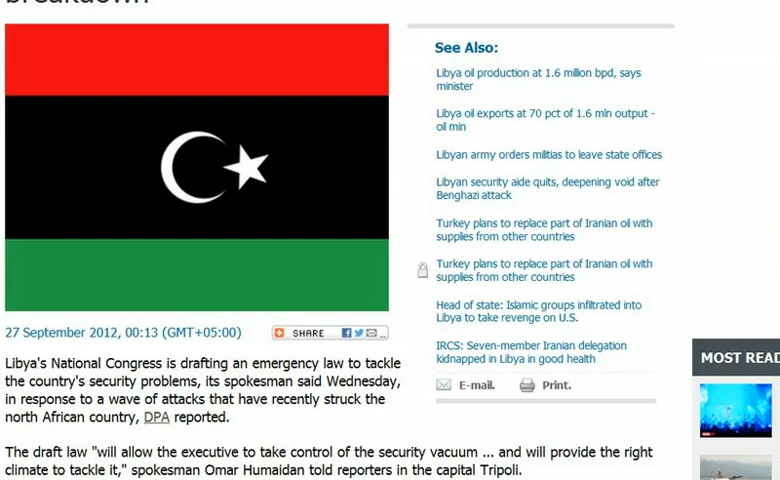 breakdown
See Also:
Libya oil production at 1.6 million bpd, says
minister
Libya oil exports at 70 pct of 1.6 mln output -
oil min
Libyan army orders militias to leave state offices
Libyan security aide quits, deepening void after
Benghazi attack
Turkey plans to replace part of Iranian oil with
supplies from other countries
Turkey plans to replace part of Iranian oil with
supplies from other countries
Head of state: Islamic groups infiltrated into
Libya to take revenge on U.S.
IRCS: Seven-member Iranian delegation
kidnapped in Libya in good health
E-mail. Print.
27 September 2012, 00:13 (GMT+05:00)
SHARE
Libya's National Congress is drafting an emergency law to tackle
the country's security problems, its spokesman said Wednesday,
in response to a wave of attacks that have recently struck the
north African country, DPA reported.
The draft law "will allow the executive to take control of the security vacuum ... and will provide the right
climate to tackle it," spokesman Omar Humaidan told reporters in the capital Tripoli.
MOST READ